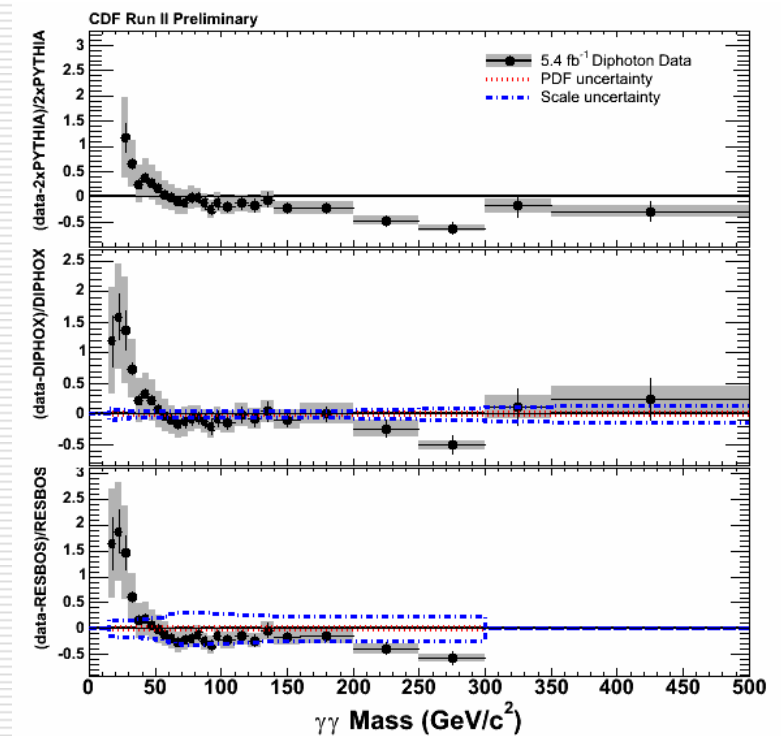 CDF Run II Preliminary
(data-2xPYTHIA)/2xPYTHIA
3
2.5
2
1.5
1
0.5
0
-0.5
5.4 fb⁻¹ Diphoton Data
PDF uncertainty
Scale uncertainty
(data-DIPHOX)/DIPHOX
2.5
2
1.5
1
0.5
0
-0.5
(data-RESBOS)/RESBOS
3
2.5
2
1.5
1
0.5
0
-0.5
0 50 100 150 200 250 300 350 400 450 500
γγ Mass (GeV/c²)